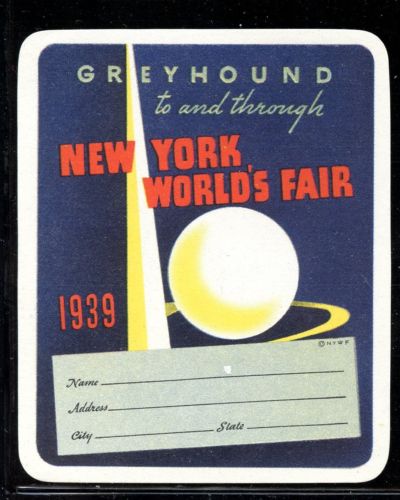 GREYHOUND
to and through
NEW YORK
WORLD'S FAIR
1939
©NYWF
Name
Address
City State